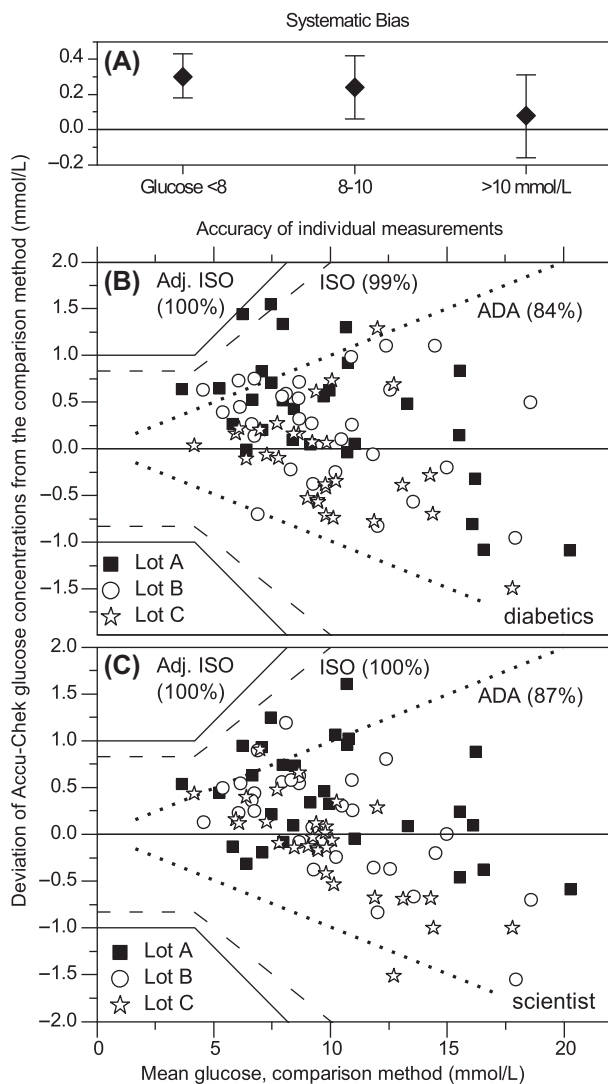 Systematic Bias
(A)
0.4
0.2
0.0
−0.2
Glucose <8
8-10
>10 mmol/L
Deviation of Accu-Chek glucose concentrations from the comparison method (mmol/L)
Accuracy of individual measurements
(B)
2.0
1.5
1.0
0.5
0.0
−0.5
−1.0
−1.5
Adj. ISO
(100%)
ISO (99%)
ADA (84%)
Lot A
Lot B
Lot C
diabetics
(C)
2.0
1.5
1.0
0.5
0.0
−0.5
−1.0
−1.5
−2.0
Adj. ISO
(100%)
ISO (100%)
ADA (87%)
Lot A
Lot B
Lot C
scientist
0
5
10
15
20
Mean glucose, comparison method (mmol/L)